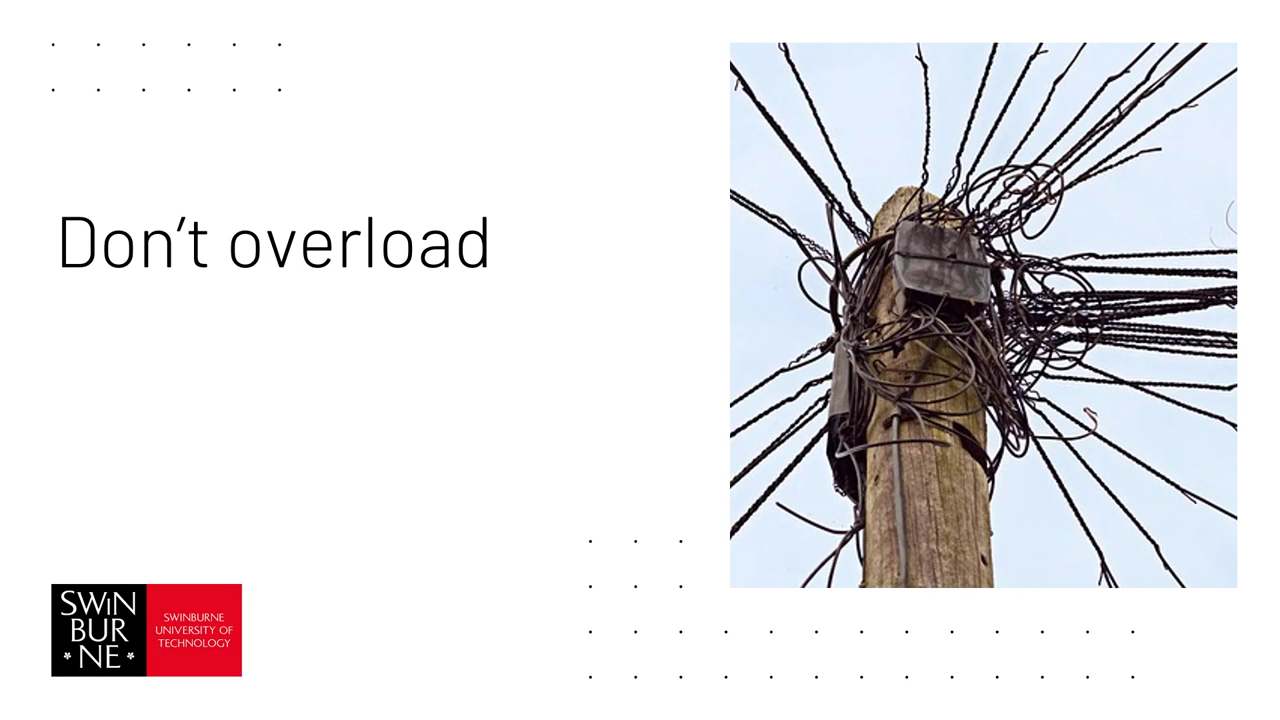 Don’t overload
SWIN
BUR
NE
SWINBURNE
UNIVERSITY OF
TECHNOLOGY